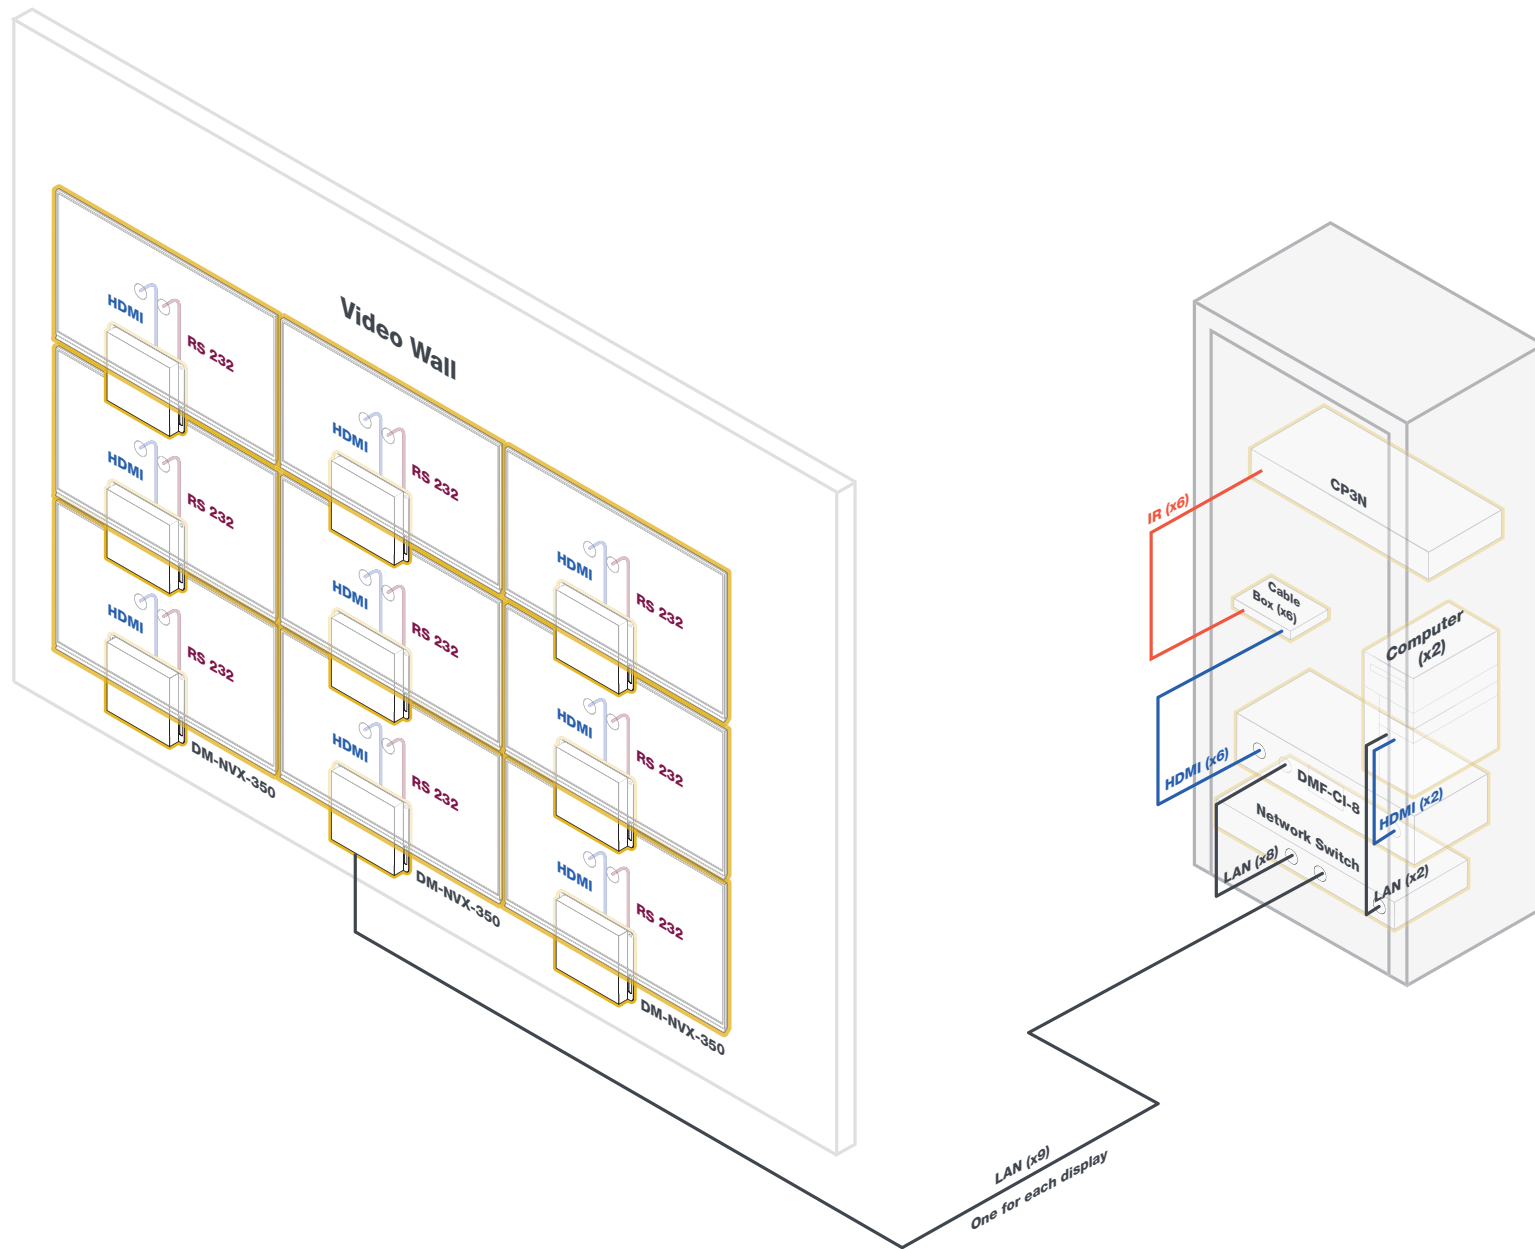 Video Wall
HDMI
RS 232
HDMI
RS 232
HDMI
RS 232
HDMI
RS 232
HDMI
RS 232
HDMI
RS 232
HDMI
RS 232
HDMI
RS 232
HDMI
RS 232
DM-NVX-350
DM-NVX-350
DM-NVX-350
LAN (x9)
One for each display
CP3N
IR (x6)
Cable
Box (x6)
Computer
(x2)
HDMI (x6)
DMF-CI-8
HDMI (x2)
Network Switch
LAN (x8)
LAN (x2)